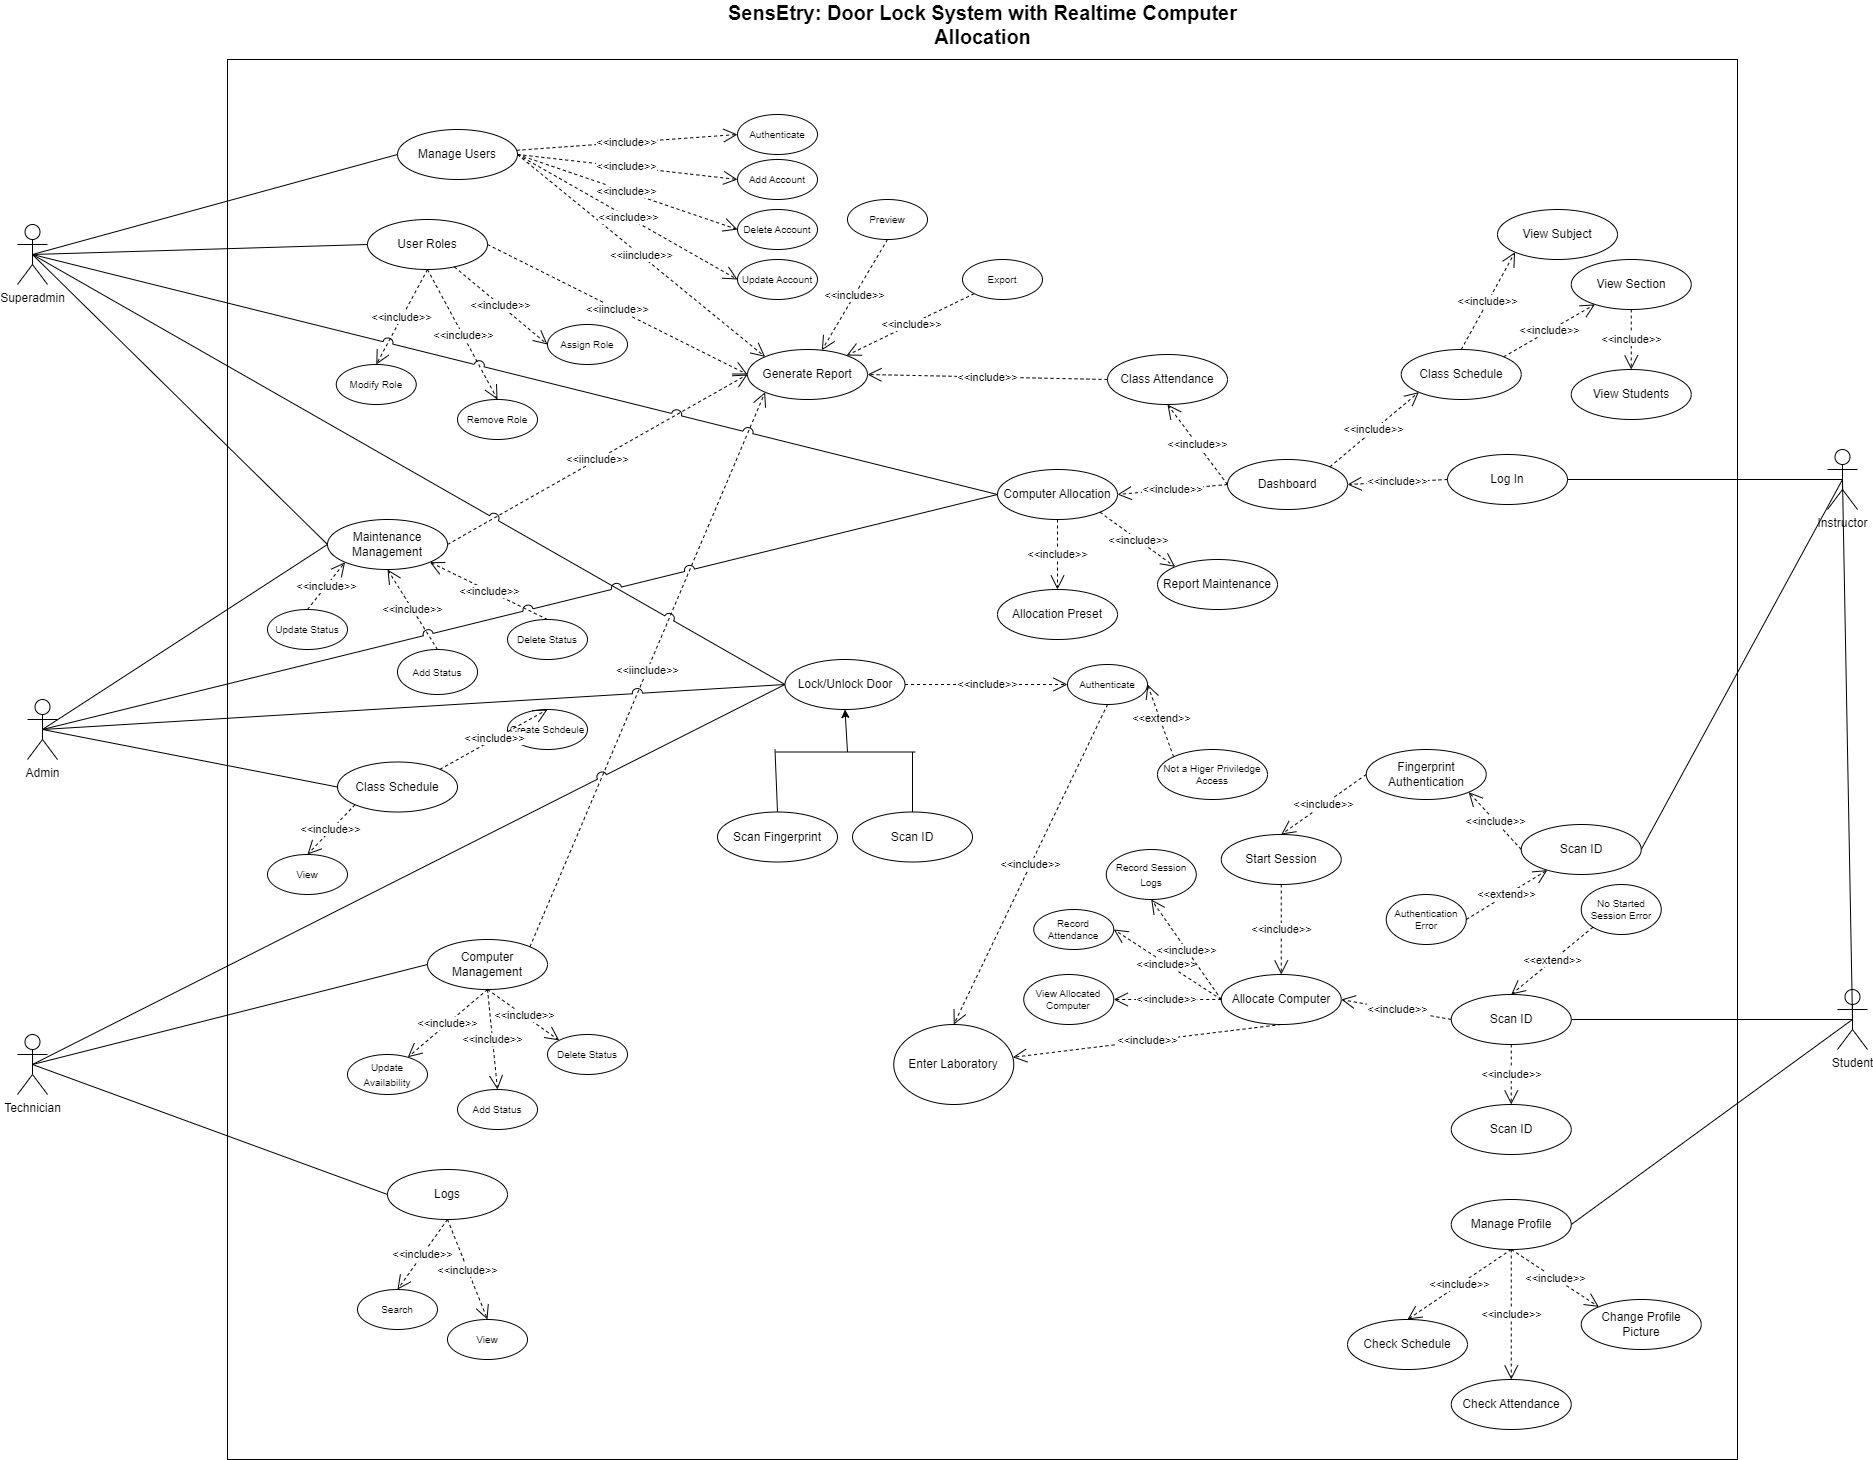 SensEtry: Door Lock System with Realtime Computer
Allocation
Manage Users
<<include>>
Authenticate
<<include>>
Add Account
<<include>>
Delete Account
<<include>>
Update Account
<<iinclude>>
Superadmin
User Roles
<<iinclude>>
<<include>>
Modify Role
<<include>>
Remove Role
<<include>>
Assign Role
Preview
<<include>>
Export
<<include>>
Generate Report
<<include>>
Class Attendance
View Subject
<<include>>
View Section
<<include>>
<<include>>
View Students
Class Schedule
<<include>>
<<include>>
<<iinclude>>
Computer Allocation
<<include>>
Dashboard
<<include>>
Log In
Instructor
<<include>>
<<include>>
Allocation Preset
Report Maintenance
Maintenance
Management
<<include>>
<<include>>
<<include>>
Update Status
Add Status
Delete Status
<<iinclude>>
Lock/Unlock Door
<<include>>
Authenticate
<<extend>>
Not a Higer Priviledge
Access
Admin
Create Schdeule
<<include>>
Class Schedule
<<include>>
View
Scan Fingerprint
Scan ID
Fingerprint
Authentication
<<include>>
<<include>>
Scan ID
Start Session
<<include>>
Record Session
Logs
<<extend>>
Authentication
Error
No Started
Session Error
Record
Attendance
<<include>>
<<include>>
<<include>>
<<extend>>
View Allocated
Computer
<<include>>
Allocate Computer
<<include>>
Scan ID
Computer
Management
<<include>>
<<include>>
<<include>>
Update
Availability
Add Status
Delete Status
Enter Laboratory
<<include>>
<<include>>
Scan ID
Student
Technician
Logs
<<include>>
<<include>>
Search
View
Manage Profile
<<include>>
<<include>>
<<include>>
Check Schedule
Change Profile
Picture
Check Attendance